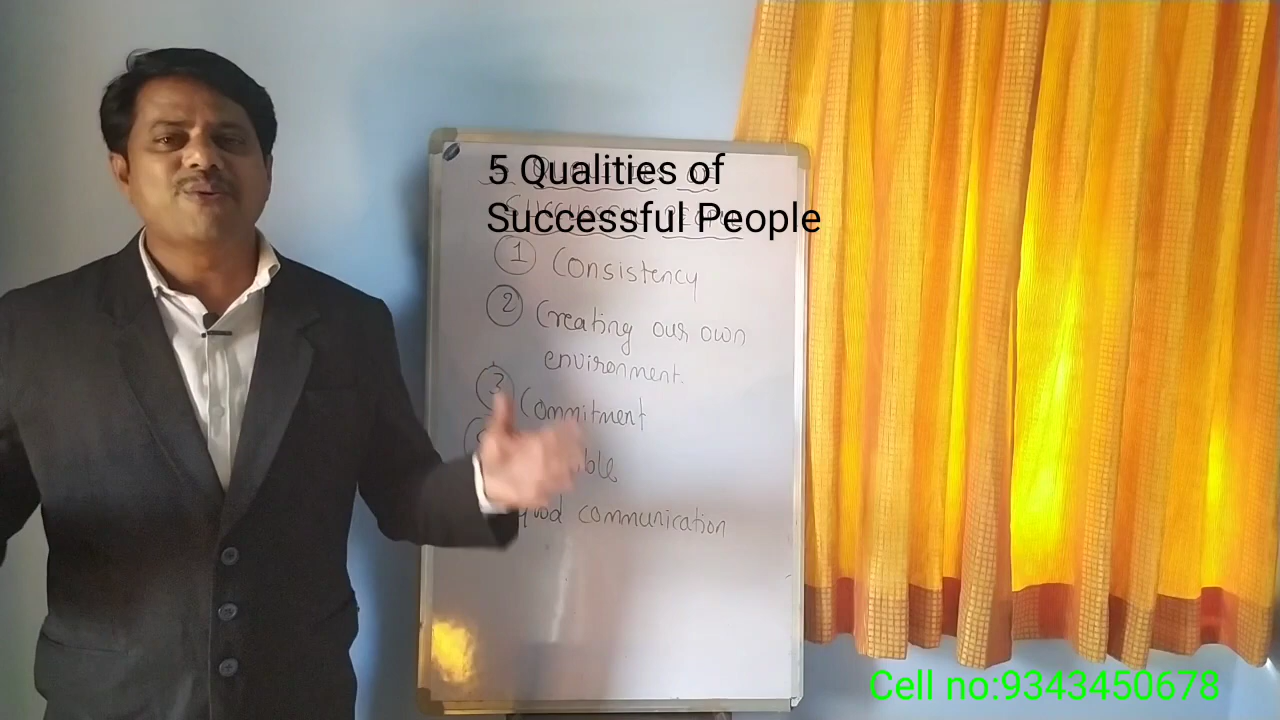 5 Qualities of
Successful People
1 Consistency
2 Creating our own
environment.
3 Commitment
good communication
Cell no:9343450678